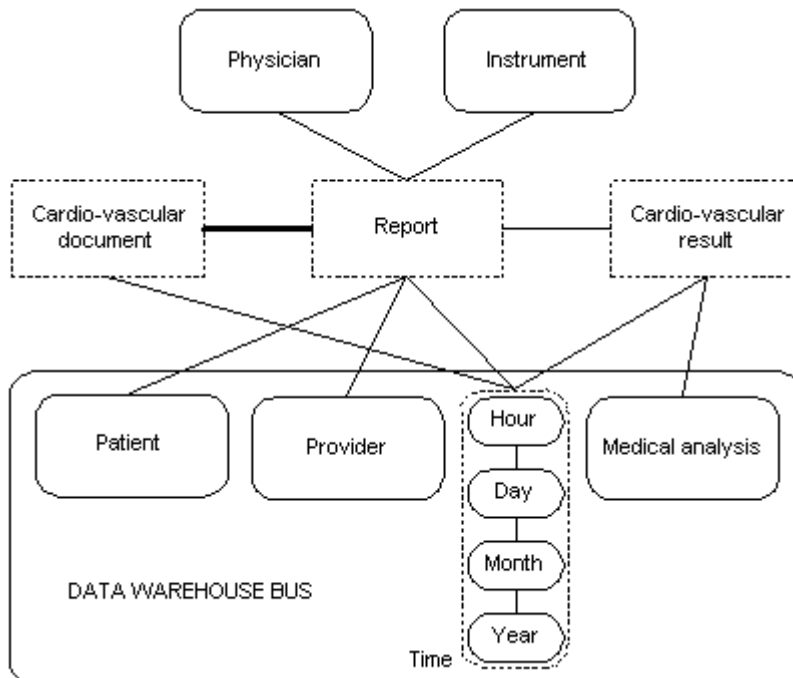 Physician
Instrument
Cardio-vascular
document
Report
Cardio-vascular
result
Patient
Provider
Hour
Medical analysis
Day
Month
DATA WAREHOUSE BUS
Year
Time